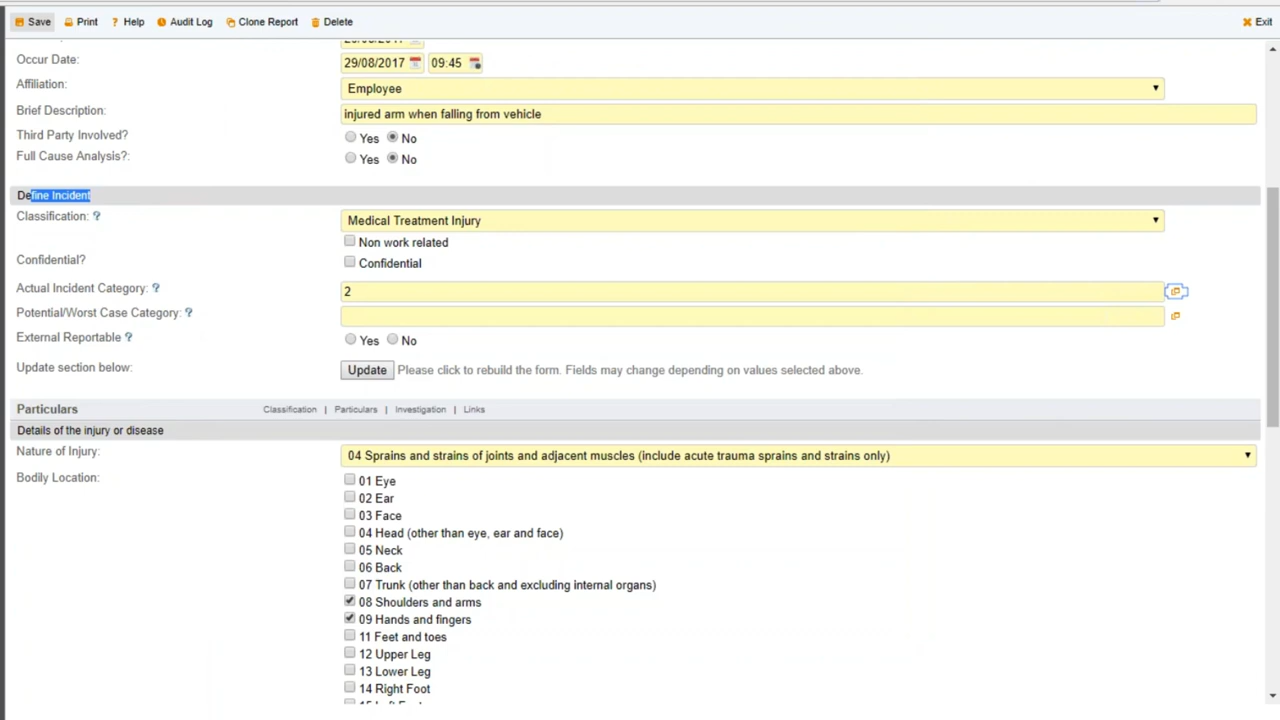 Save Print ? Help Audit Log Clone Report Delete Exit
Occur Date: 29/08/2017 09:45
Affiliation: Employee
Brief Description: injured arm when falling from vehicle
Third Party Involved? Yes No
Full Cause Analysis?: Yes No
Define Incident
Classification: ? Medical Treatment Injury
Non work related
Confidential? Confidential
Actual Incident Category: ? 2
Potential/Worst Case Category: ?
External Reportable ? Yes No
Update section below: Update Please click to rebuild the form. Fields may change depending on values selected above.
Particulars Classification | Particulars | Investigation | Links
Details of the injury or disease
Nature of Injury: 04 Sprains and strains of joints and adjacent muscles (include acute trauma sprains and strains only)
Bodily Location: 01 Eye
02 Ear
03 Face
04 Head (other than eye, ear and face)
05 Neck
06 Back
07 Trunk (other than back and excluding internal organs)
08 Shoulders and arms
09 Hands and fingers
11 Feet and toes
12 Upper Leg
13 Lower Leg
14 Right Foot